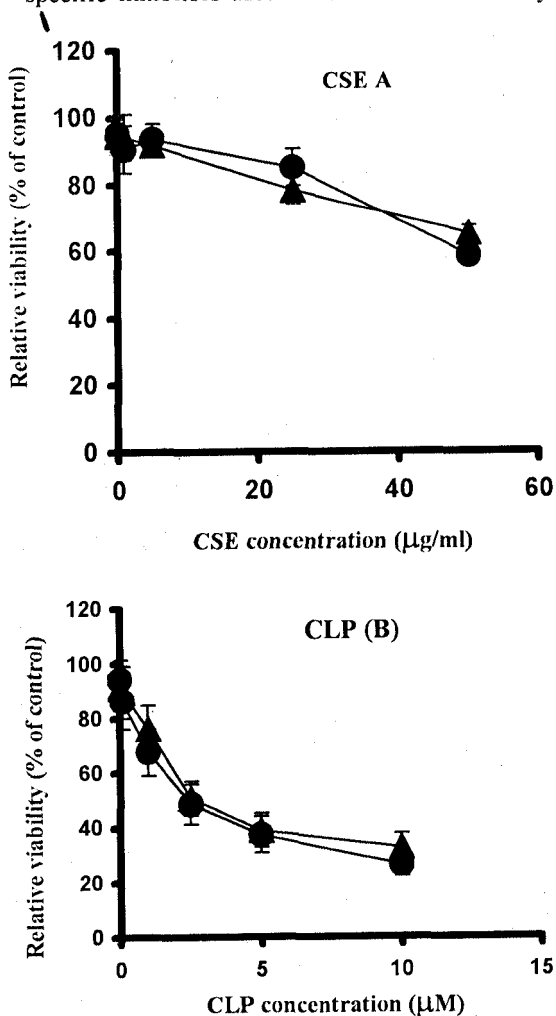 specific inhibitors
120
CSE A
100
80
60
40
20
0
0 20 40 60
Relative viability (% of control)
CSE concentration (μg/ml)
120
CLP (B)
100
80
60
40
20
0
0 5 10 15
Relative viability (% of control)
CLP concentration (μM)